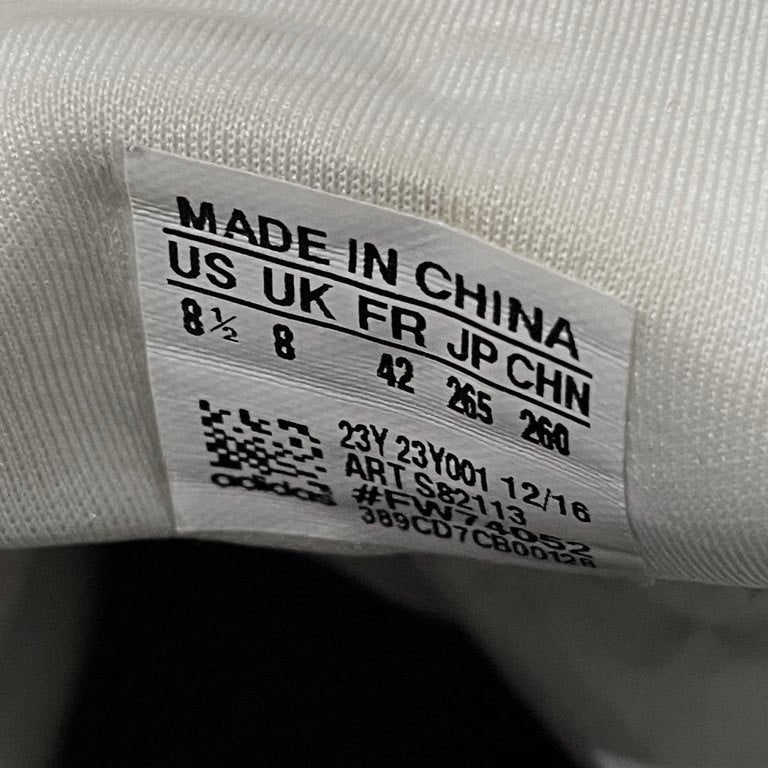 MADE IN CHINA
US UK FR JP CHN
8½ 8 42 265 260
23Y 23Y001 12/16
ART S82113
#FW74052
389CD7CB00128
adidas